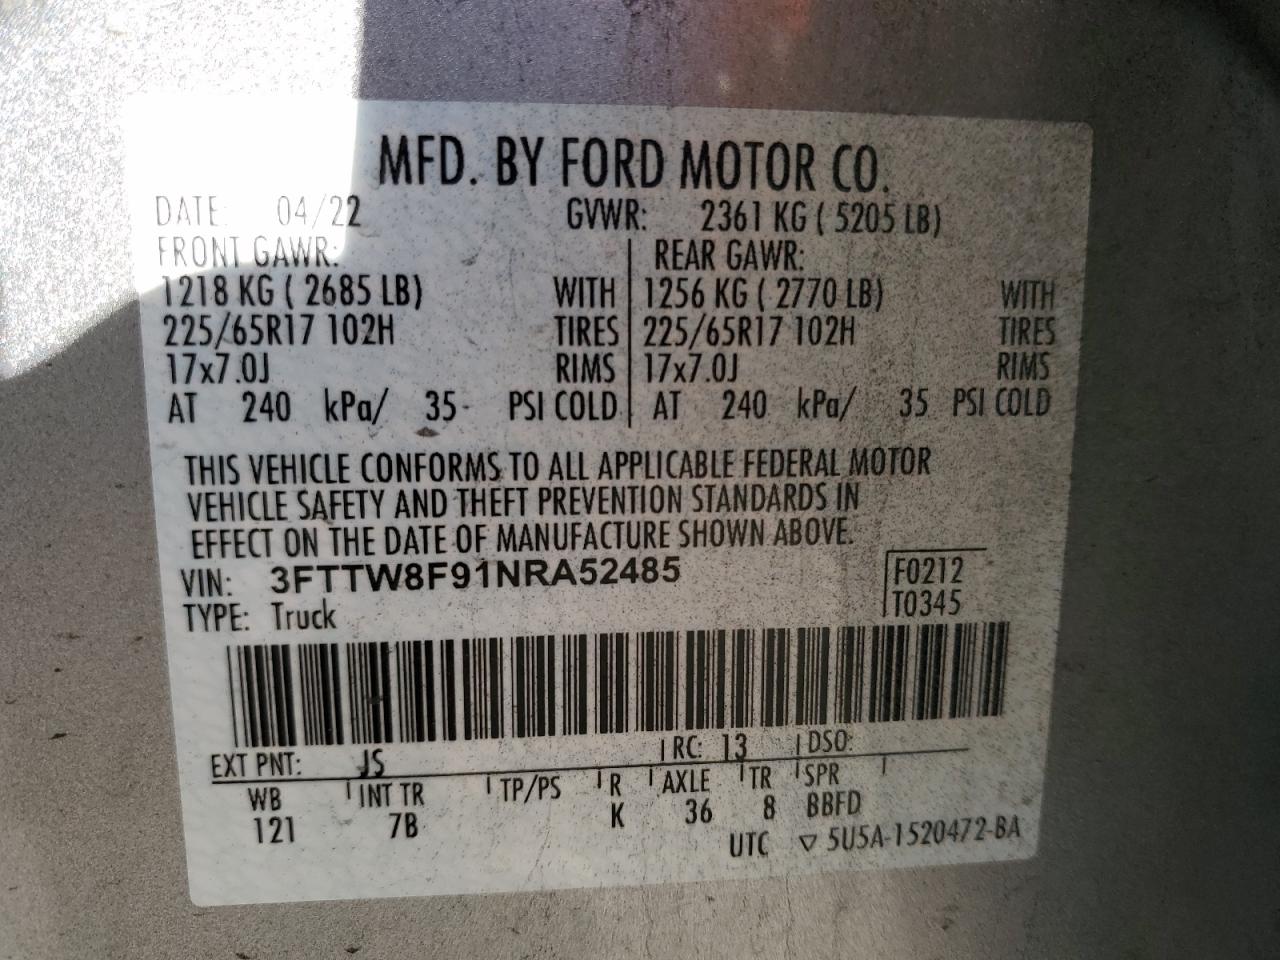 MFD. BY FORD MOTOR CO.
DATE: 04/22 GVWR: 2361 KG ( 5205 LB)
FRONT GAWR: REAR GAWR:
1218 KG ( 2685 LB) WITH 1256 KG ( 2770 LB) WITH
225/65R17 102H TIRES 225/65R17 102H TIRES
17x7.0J RIMS 17x7.0J RIMS
AT 240 kPa/ 35 PSI COLD AT 240 kPa/ 35 PSI COLD
THIS VEHICLE CONFORMS TO ALL APPLICABLE FEDERAL MOTOR
VEHICLE SAFETY AND THEFT PREVENTION STANDARDS IN
EFFECT ON THE DATE OF MANUFACTURE SHOWN ABOVE.
VIN: 3FTTW8F91NRA52485 F0212
TYPE: Truck T0345
EXT PNT: JS RC: 13 DSO:
WB INT TR TP/PS R AXLE TR SPR
121 7B K 36 8 BBFD
UTC ▽ 5U5A-1520472-BA